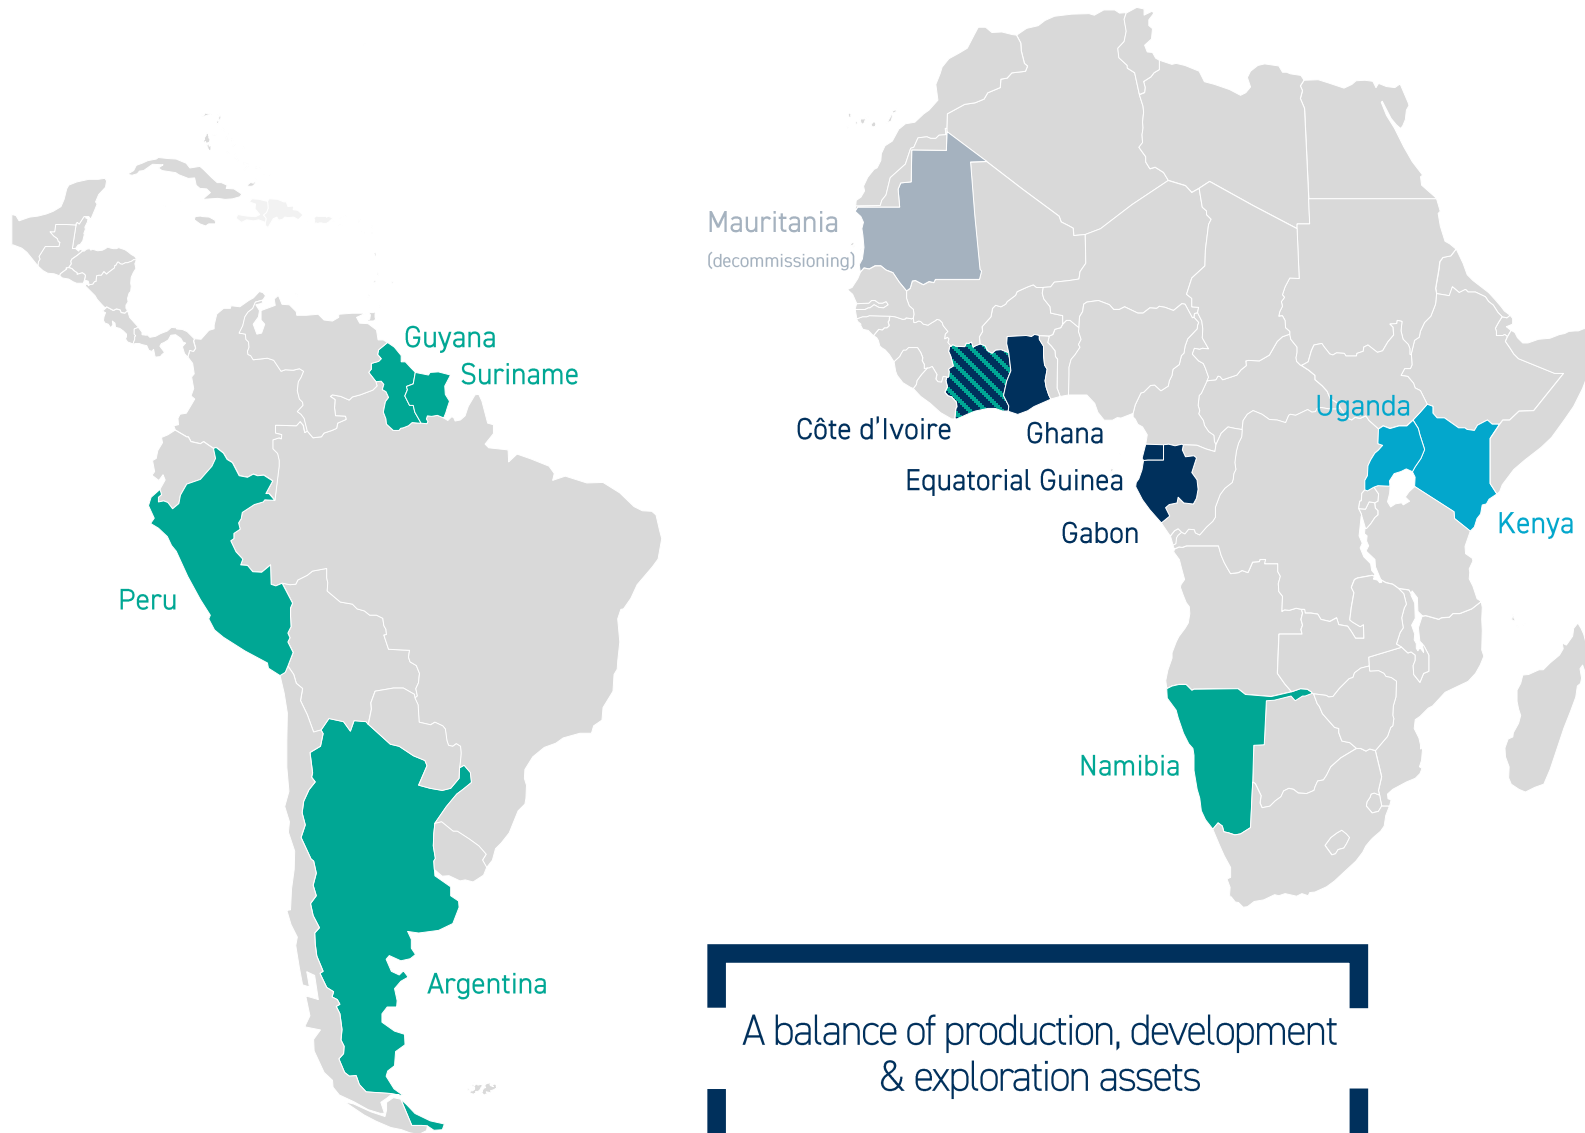 Mauritania
(decommissioning)
Guyana
Suriname
Côte d'Ivoire
Ghana
Uganda
Equatorial Guinea
Gabon
Kenya
Peru
Namibia
Argentina
A balance of production, development
& exploration assets